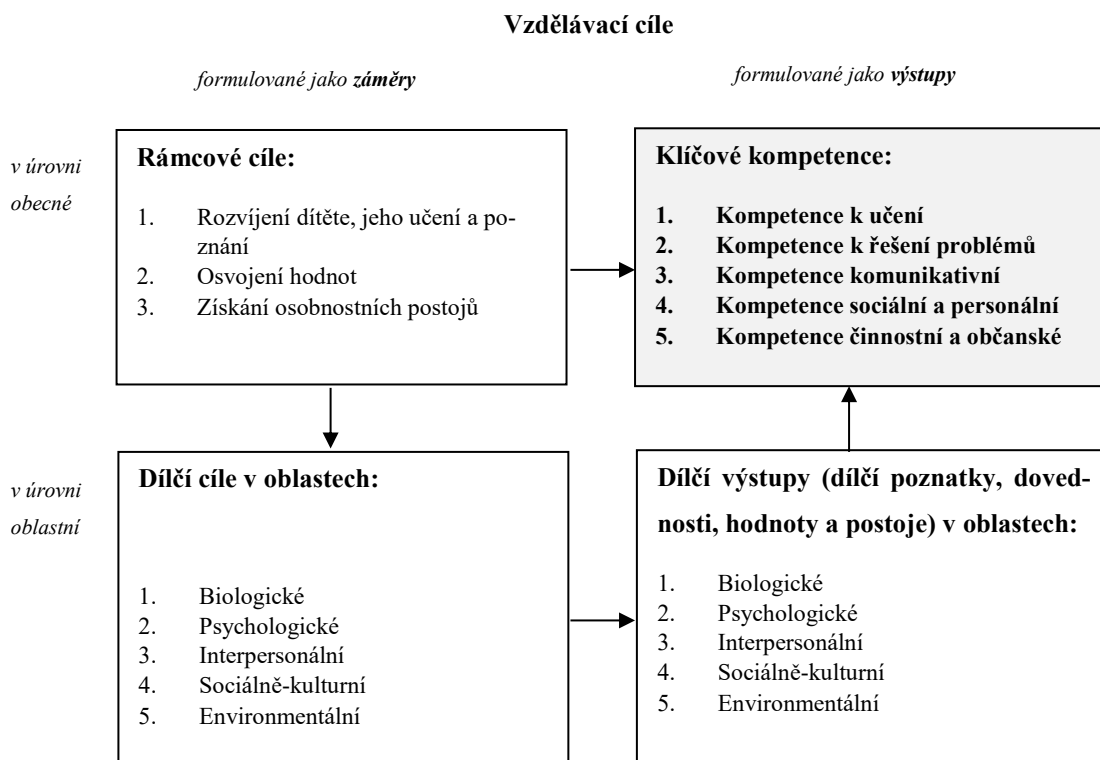 Vzdělávací cíle
formulované jako záměry
formulované jako výstupy
v úrovni
obecné
Rámcové cíle:
1. Rozvíjení dítěte, jeho učení a po-
znání
2. Osvojení hodnot
3. Získání osobnostních postojů
Klíčové kompetence:
1. Kompetence k učení
2. Kompetence k řešení problémů
3. Kompetence komunikativní
4. Kompetence sociální a personální
5. Kompetence činnostní a občanské
v úrovni
oblastní
Dílčí cíle v oblastech:
1. Biologické
2. Psychologické
3. Interpersonální
4. Sociálně-kulturní
5. Environmentální
Dílčí výstupy (dílčí poznatky, doved-
nosti, hodnoty a postoje) v oblastech:
1. Biologické
2. Psychologické
3. Interpersonální
4. Sociálně-kulturní
5. Environmentální